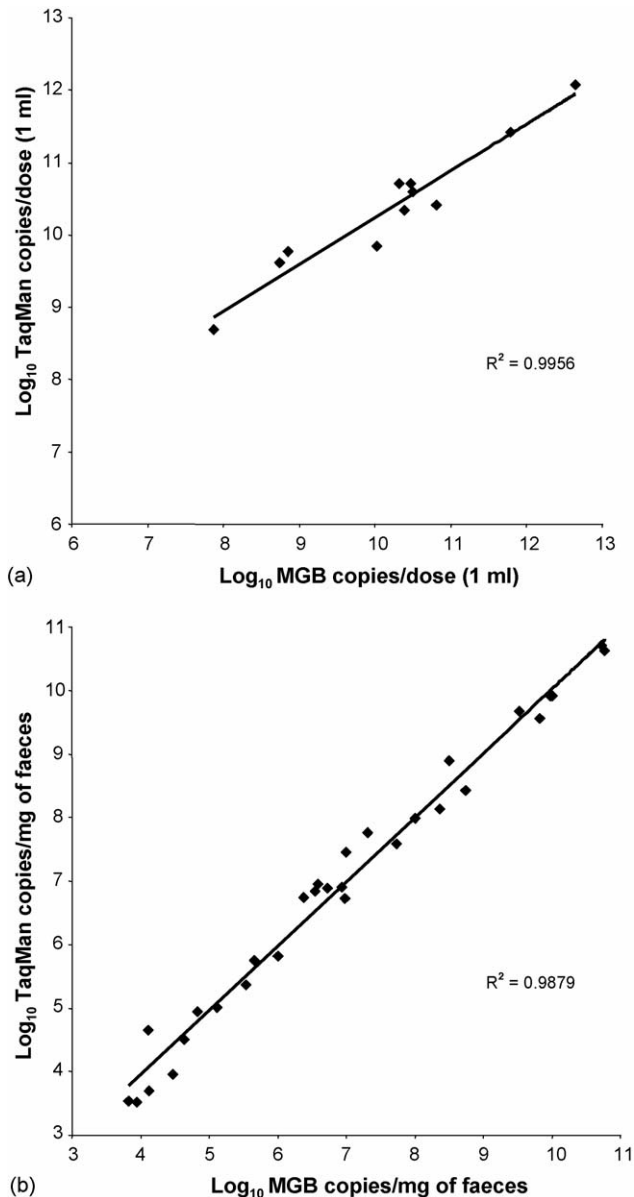 13
12
11
10
9
8
7
6
Log₁₀ TaqMan copies/dose (1 ml)
R² = 0.9956
6 7 8 9 10 11 12 13
(a) Log₁₀ MGB copies/dose (1 ml)
11
10
9
8
7
6
5
4
3
Log₁₀ TaqMan copies/mg of faeces
R² = 0.9879
3 4 5 6 7 8 9 10 11
(b) Log₁₀ MGB copies/mg of faeces